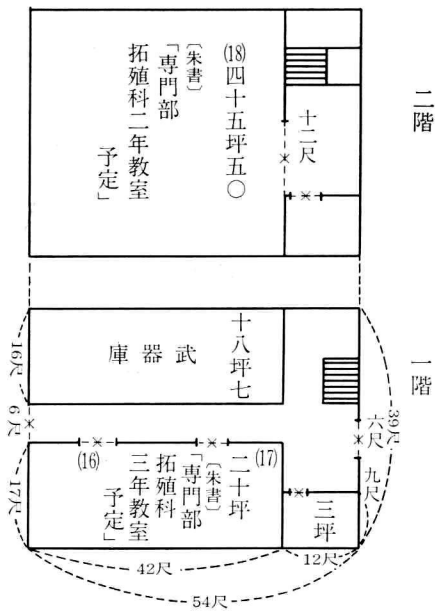 二階
十二尺
(18)四十五坪五〇
〔朱書〕
「専門部
拓殖科二年教室
予定」
一階
39尺
六尺
九尺
三坪
十八坪七
武器庫
16尺
6尺
17尺
(17)
二十坪
〔朱書〕
「専門部
拓殖科
三年教室
予定」
(16)
42尺
12尺
54尺